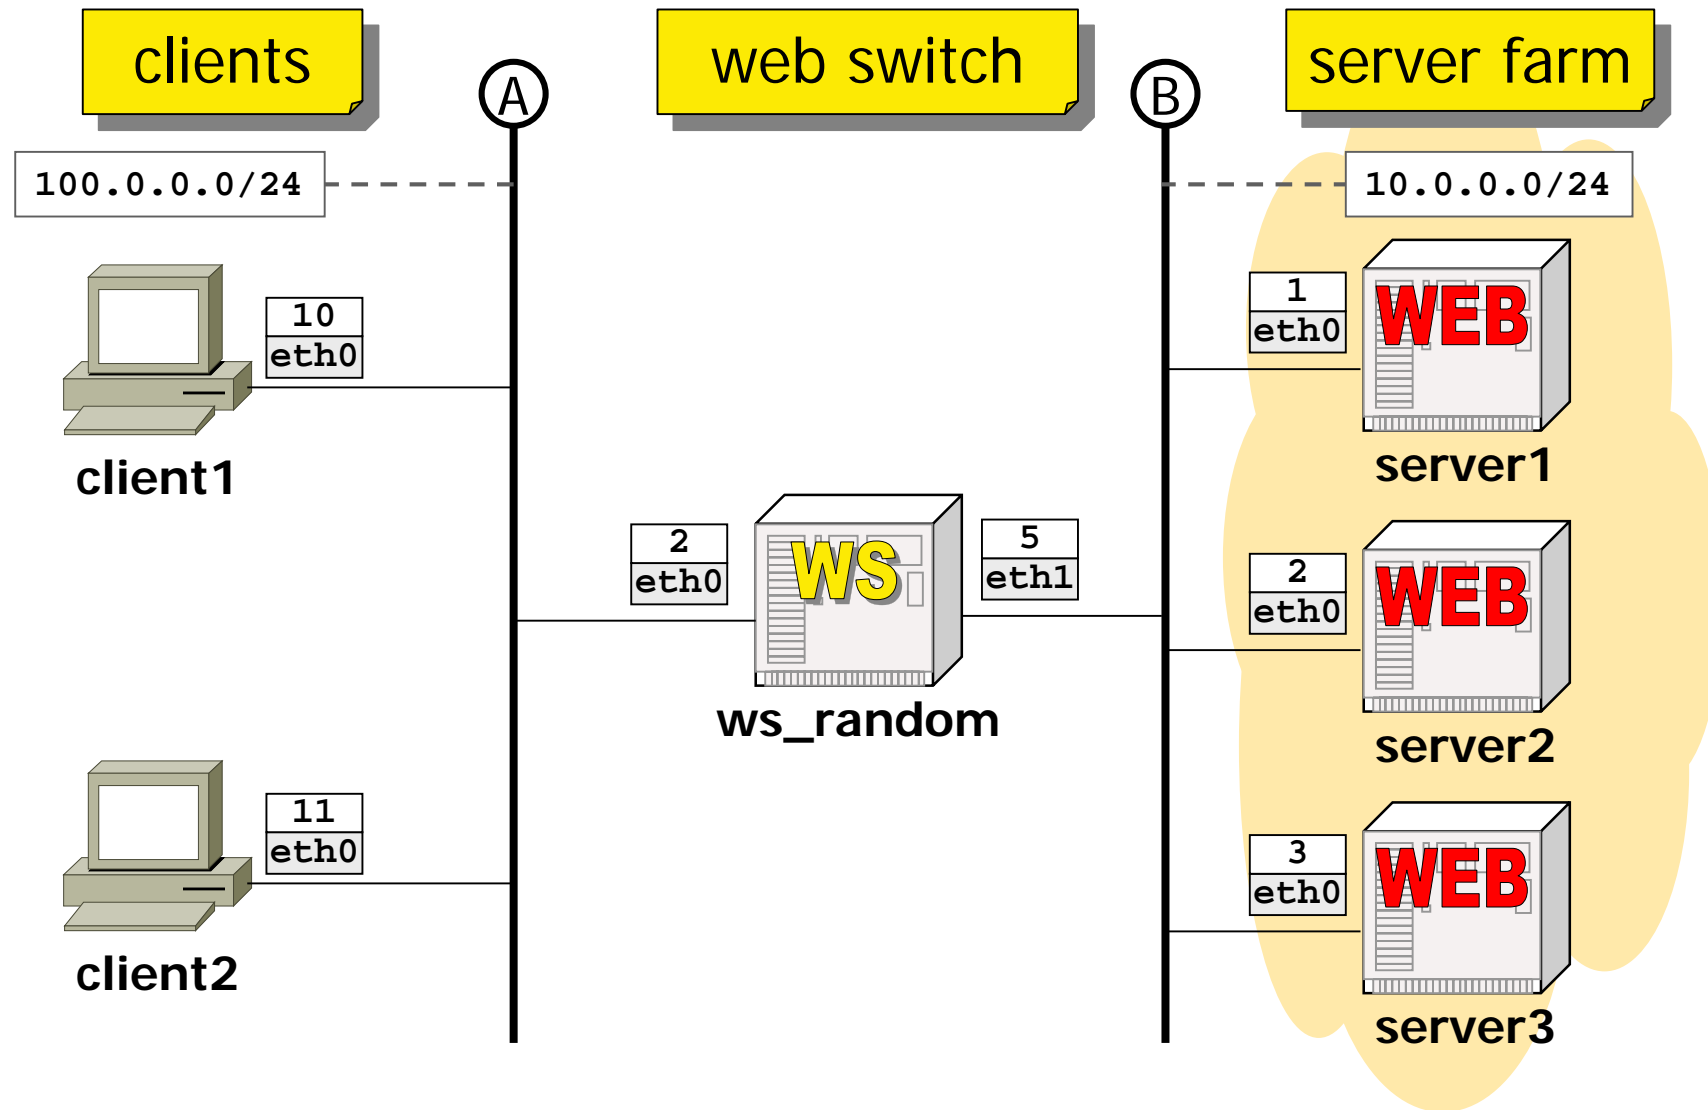 clients
A
web switch
B
server farm
100.0.0.0/24
10.0.0.0/24
10
eth0
client1
1
eth0
WEB
server1
2
eth0
WS
5
eth1
ws_random
2
eth0
WEB
server2
11
eth0
client2
3
eth0
WEB
server3